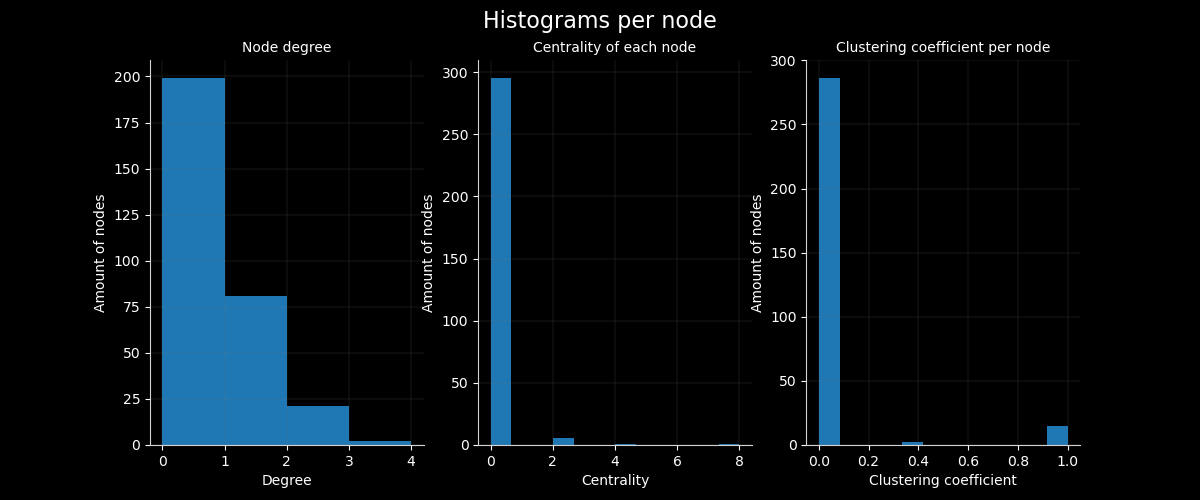 Histograms per node
Node degree
200
175
150
125
100
75
50
25
0
0 1 2 3 4
Amount of nodes
Degree
Centrality of each node
300
250
200
150
100
50
0
0 2 4 6 8
Amount of nodes
Centrality
Clustering coefficient per node
300
250
200
150
100
50
0
0.0 0.2 0.4 0.6 0.8 1.0
Amount of nodes
Clustering coefficient